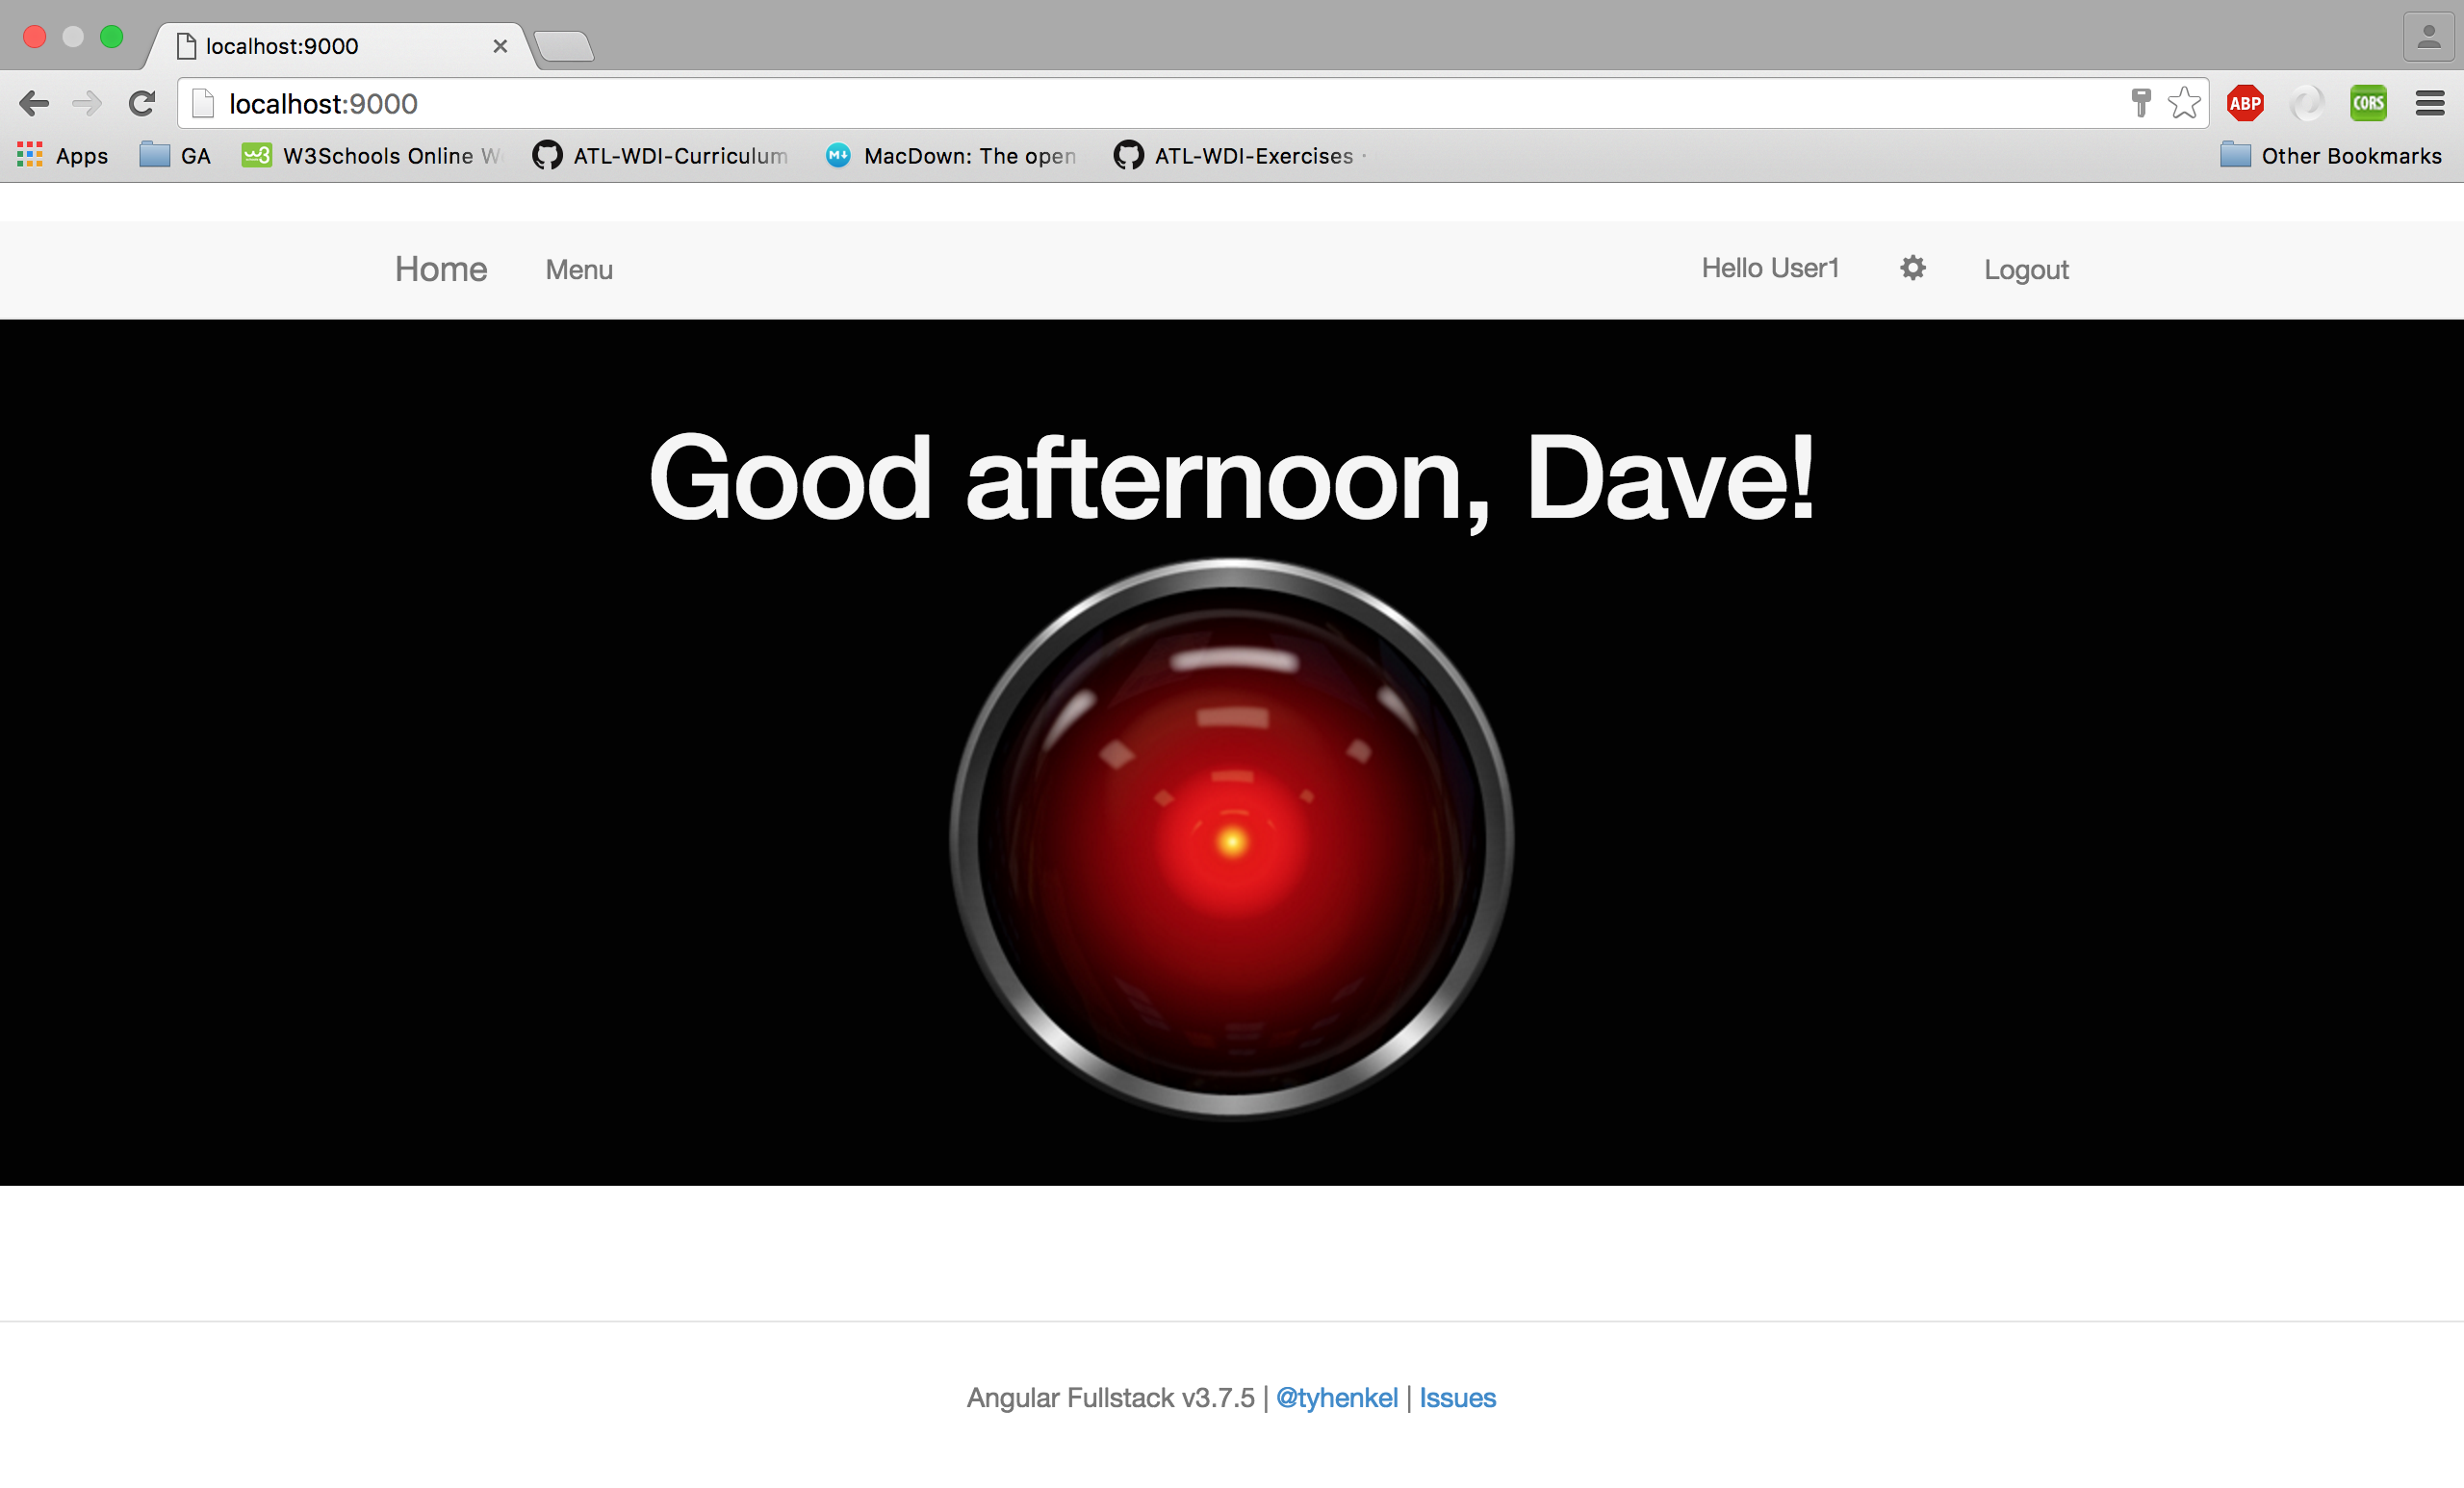 localhost:9000
localhost:9000
ABP
CORS
Apps
GA
w3
W3Schools Online W
ATL-WDI-Curriculum
M+
MacDown: The open
ATL-WDI-Exercises ·
Other Bookmarks
Home
Menu
Hello User1
Logout
Good afternoon, Dave!
Angular Fullstack v3.7.5 | @tyhenkel | Issues